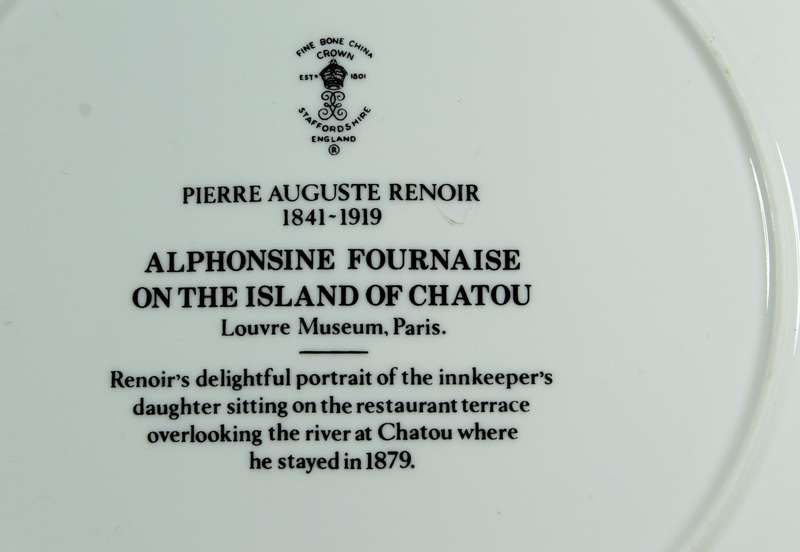 FINE BONE CHINA
CROWN
ESTD 1801
STAFFORDSHIRE
ENGLAND
®
PIERRE AUGUSTE RENOIR
1841-1919
ALPHONSINE FOURNAISE
ON THE ISLAND OF CHATOU
Louvre Museum, Paris.
Renoir's delightful portrait of the innkeeper's
daughter sitting on the restaurant terrace
overlooking the river at Chatou where
he stayed in 1879.